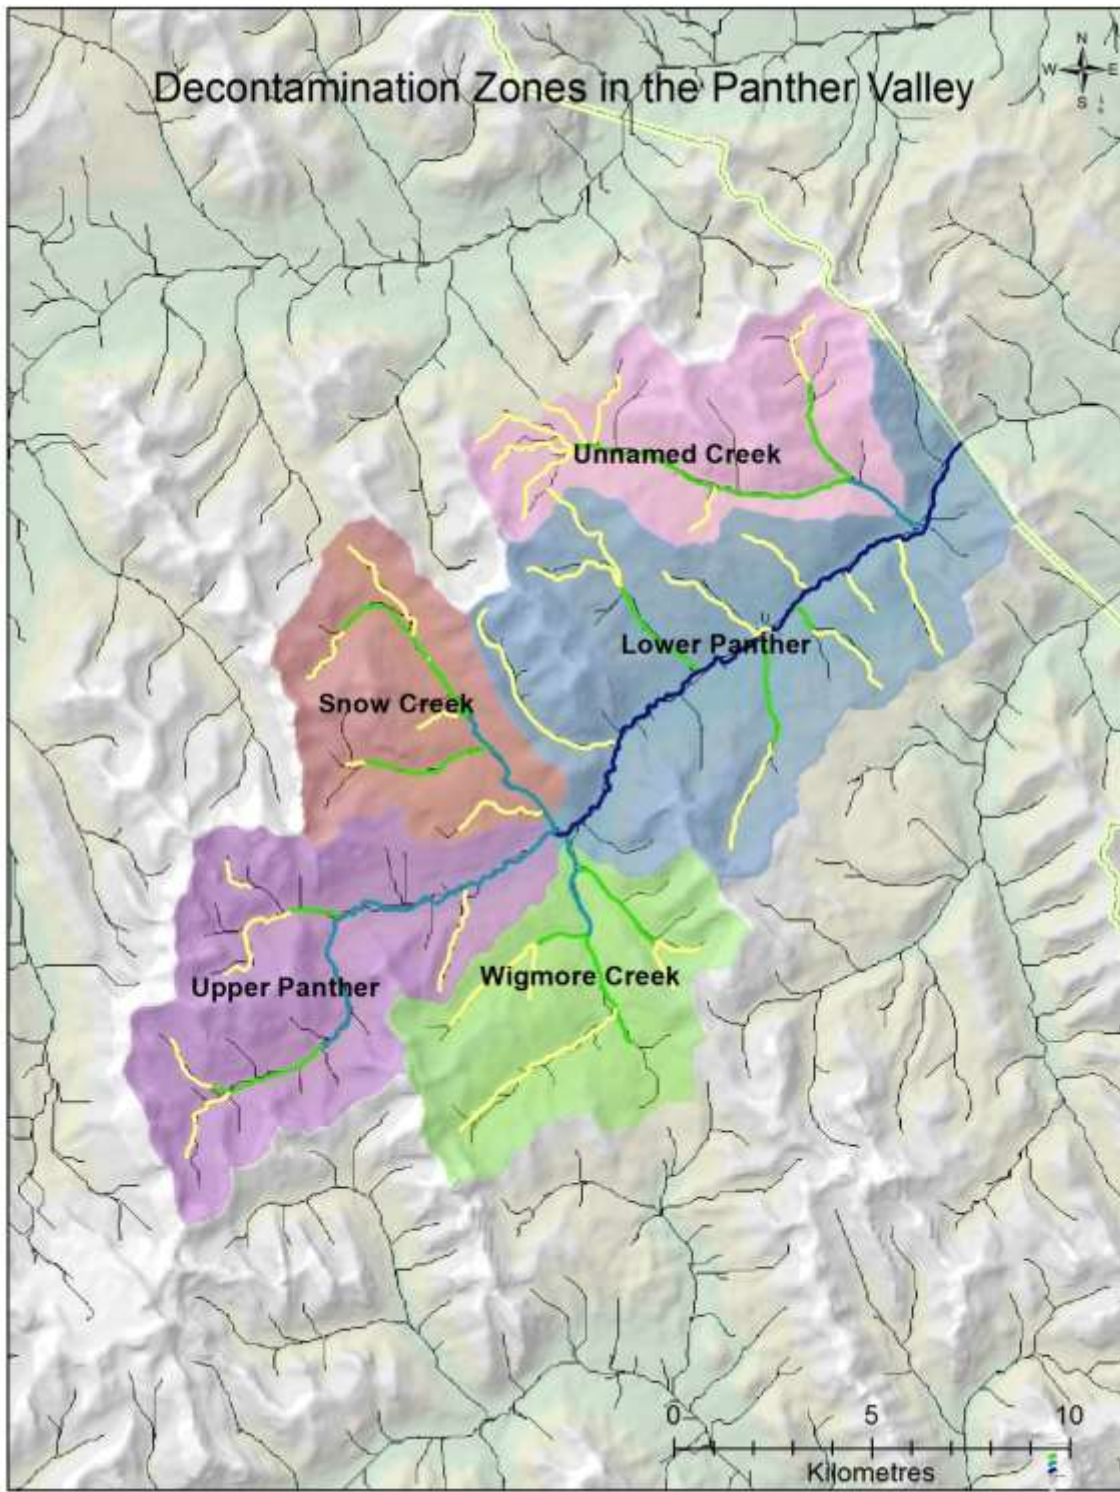 Decontamination Zones in the Panther Valley
N
W E
S
Unnamed Creek
Lower Panther
Snow Creek
Upper Panther
Wigmore Creek
0 5 10
Kilometres